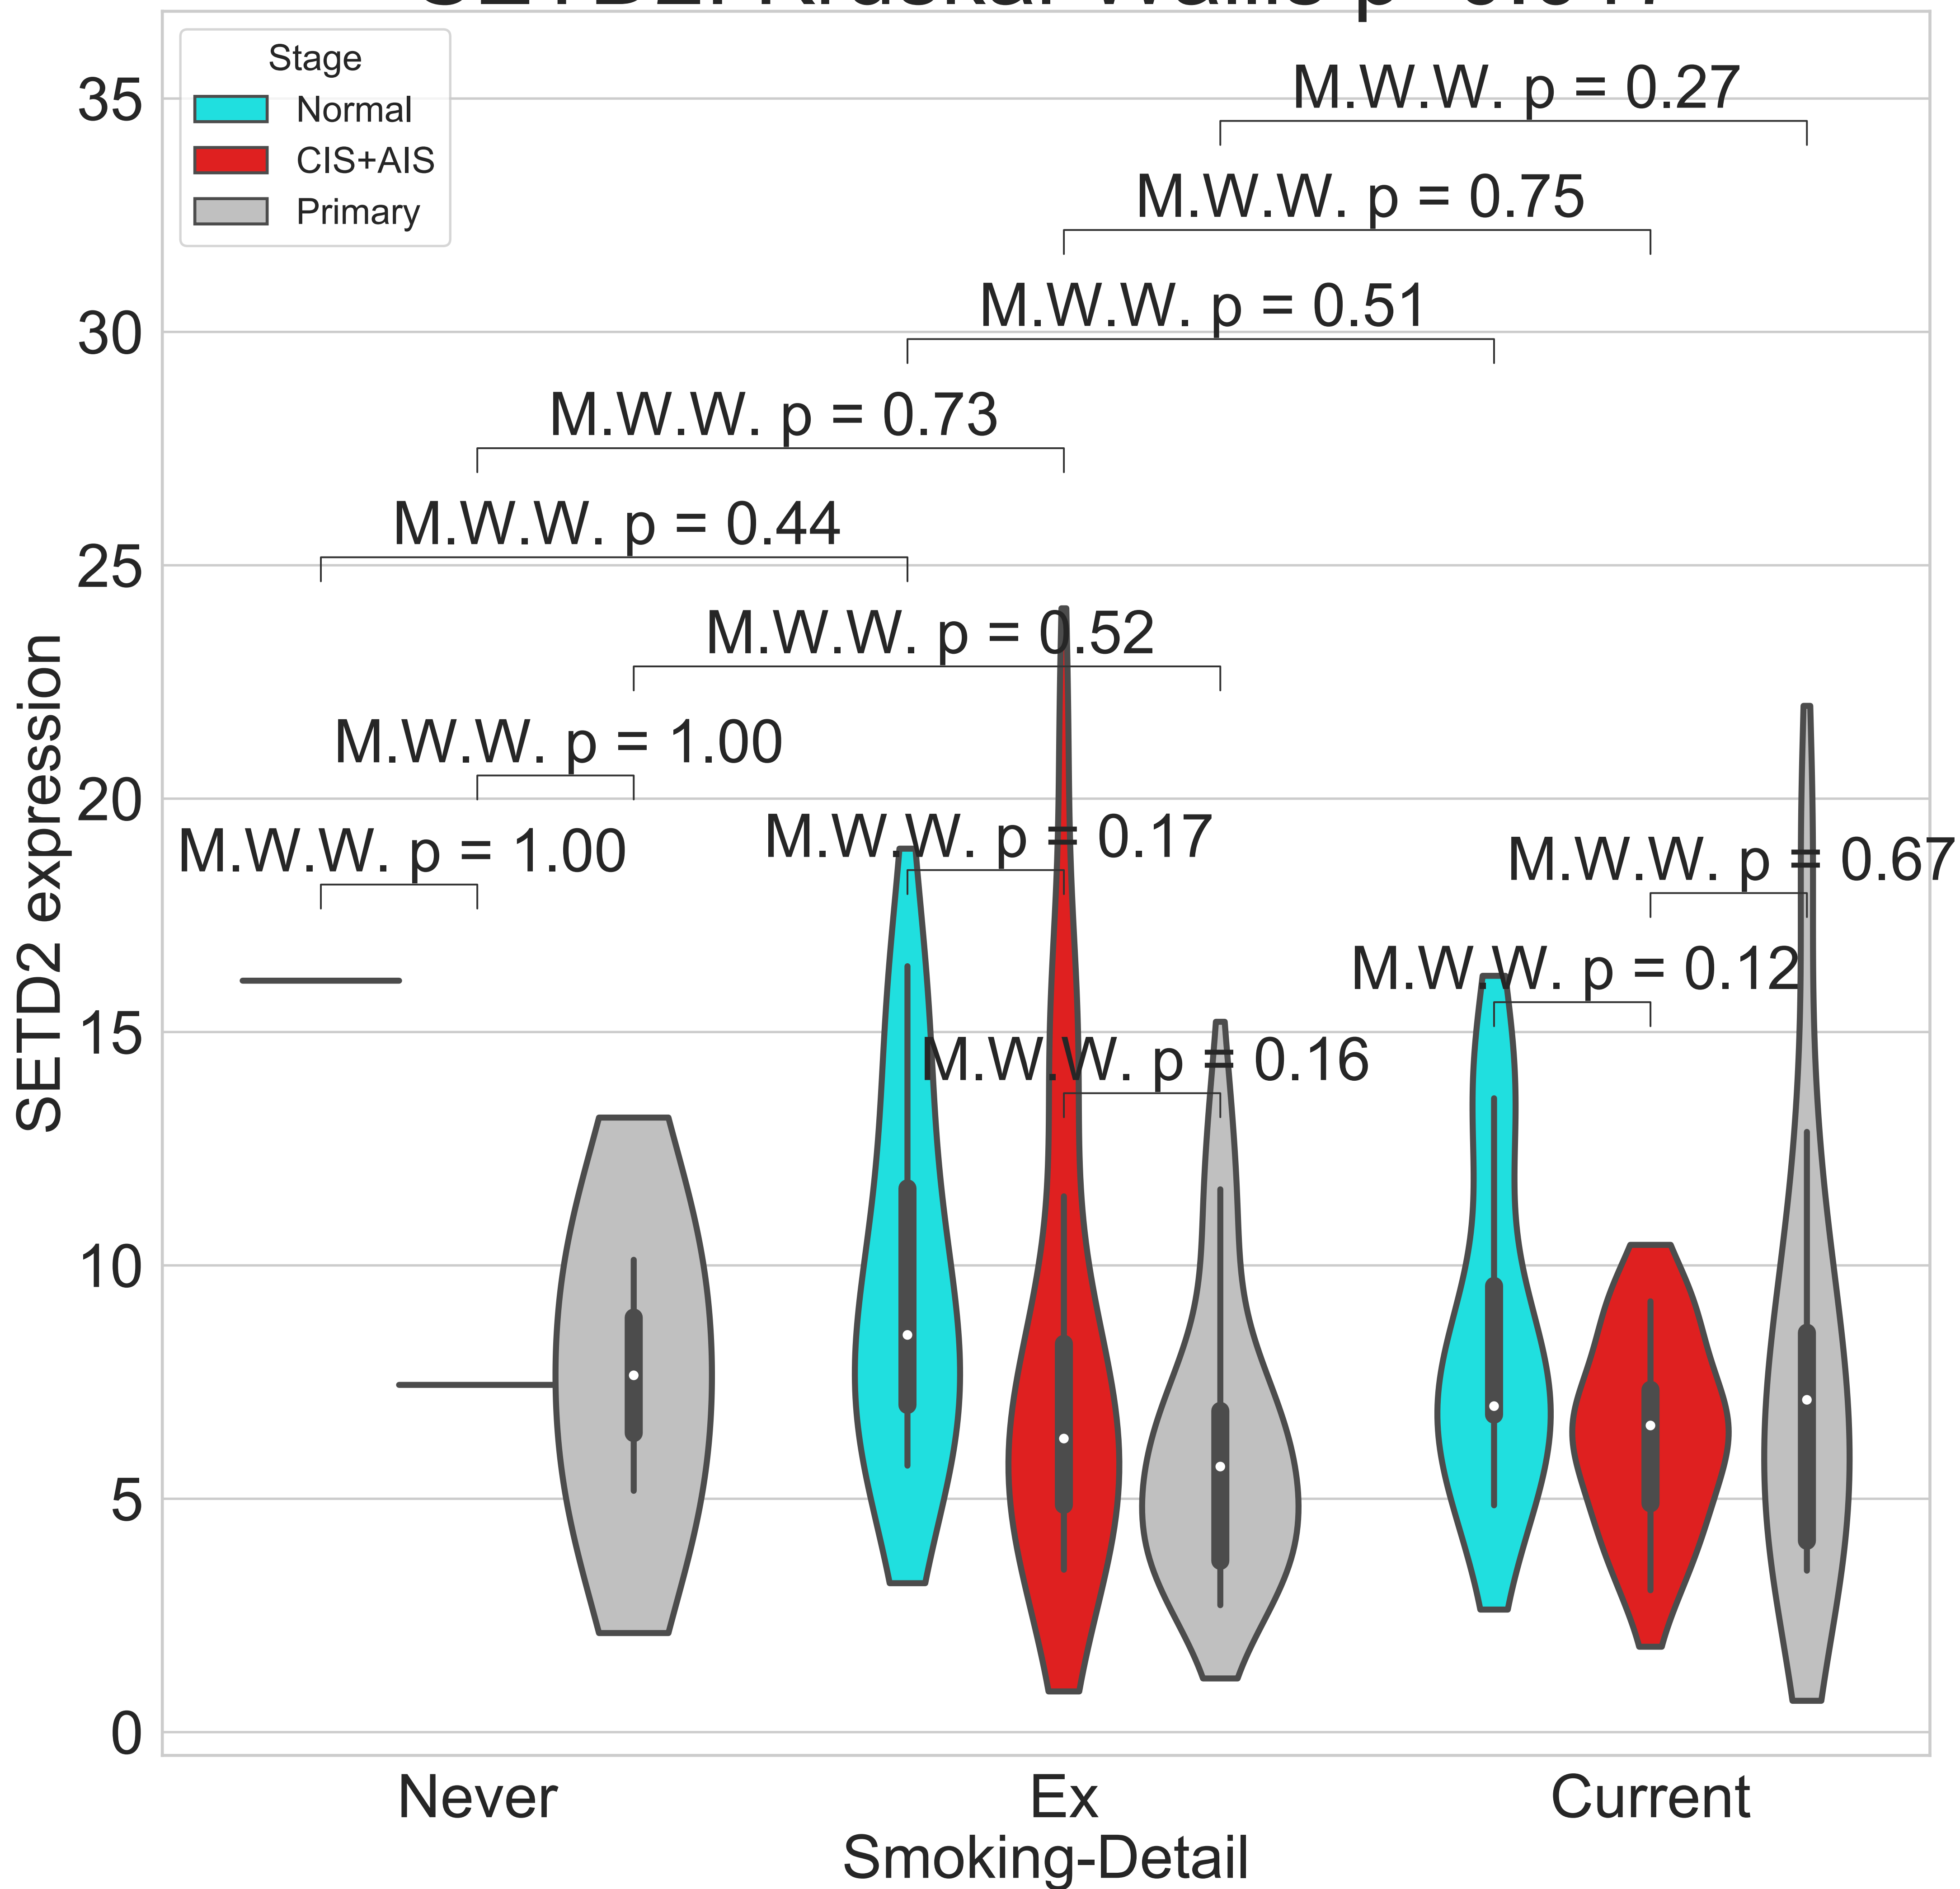 Stage
Normal
CIS+AIS
Primary
M.W.W. p = 0.27
M.W.W. p = 0.75
M.W.W. p = 0.51
M.W.W. p = 0.73
M.W.W. p = 0.44
M.W.W. p = 0.52
M.W.W. p = 1.00
M.W.W. p = 1.00
M.W.W. p = 0.17
M.W.W. p = 0.67
M.W.W. p = 0.12
M.W.W. p = 0.16
35
30
25
20
15
10
5
0
SETD2 expression
Never
Ex
Current
Smoking-Detail